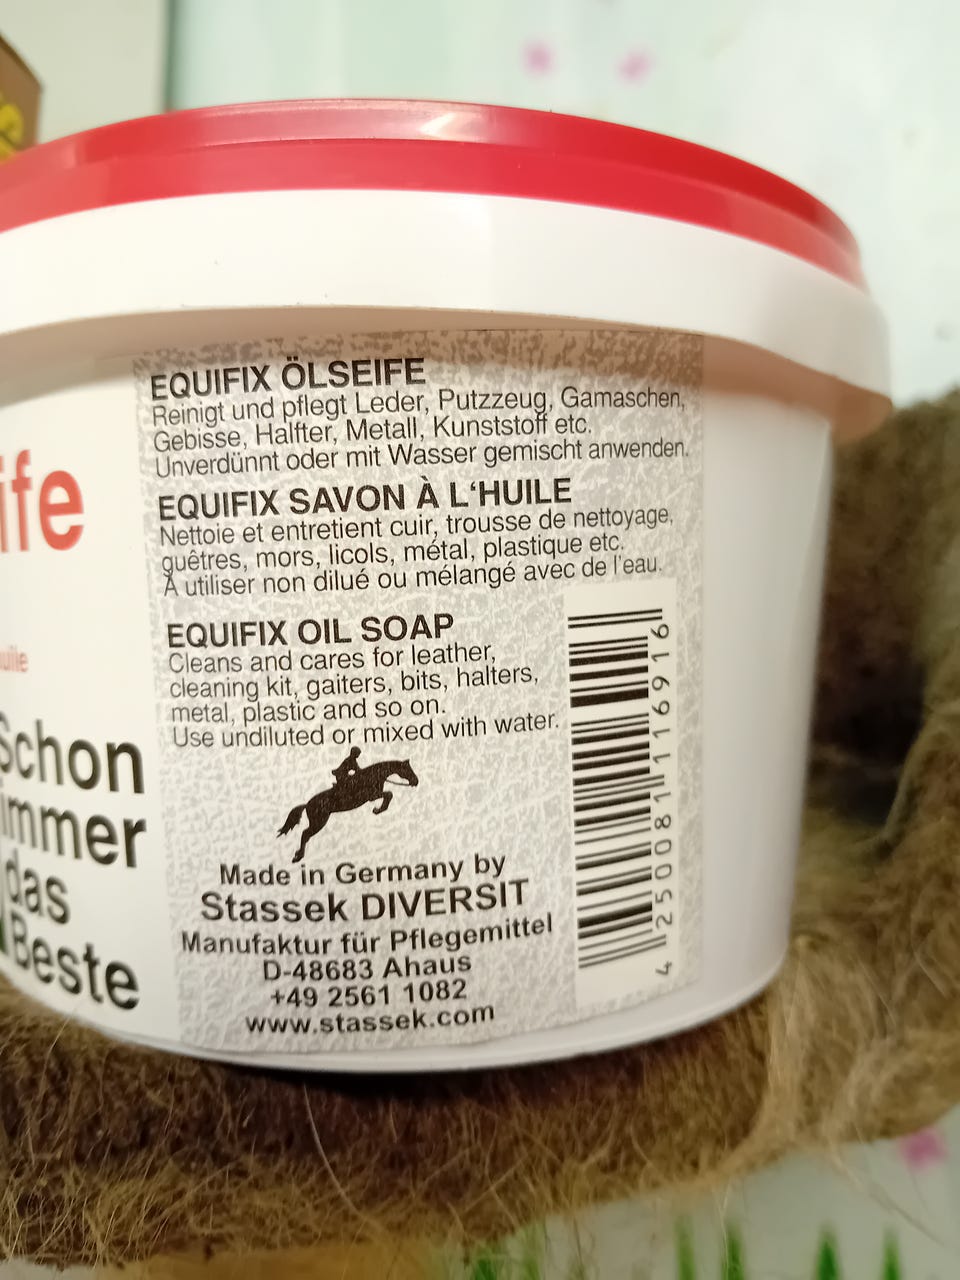 EQUIFIX ÖLSEIFE
Reinigt und pflegt Leder, Putzzeug, Gamaschen,
Gebisse, Halfter, Metall, Kunststoff etc.
Unverdünnt oder mit Wasser gemischt anwenden.
EQUIFIX SAVON À L'HUILE
Nettoie et entretient cuir, trousse de nettoyage,
guêtres, mors, licols, métal, plastique etc.
À utiliser non dilué ou mélangé avec de l'eau.
EQUIFIX OIL SOAP
Cleans and cares for leather,
cleaning kit, gaiters, bits, halters,
metal, plastic and so on.
Use undiluted or mixed with water.
Made in Germany by
Stassek DIVERSIT
Manufaktur für Pflegemittel
D-48683 Ahaus
+49 2561 1082
www.stassek.com
4 250081 116916
Schon
immer
das
Beste